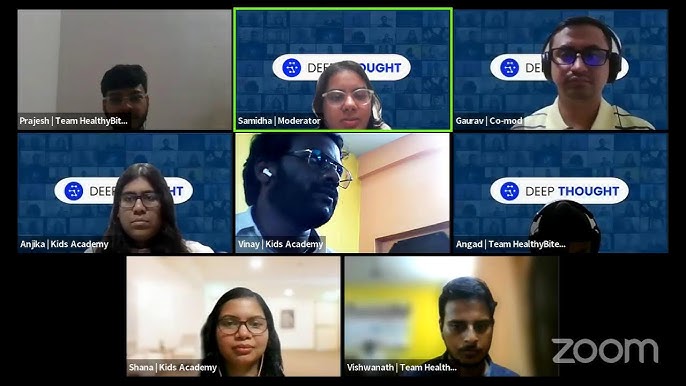 DEEP THOUGHT
DEEP THOUGHT
Prajesh | Team HealthyBit...
Samidha | Moderator
Gaurav | Co-mod
DEEP THOUGHT
DEEP THOUGHT
Anjika | Kids Academy
Vinay | Kids Academy
Angad | Team HealthyBite...
Shana | Kids Academy
Vishwanath | Team Health...
zoom